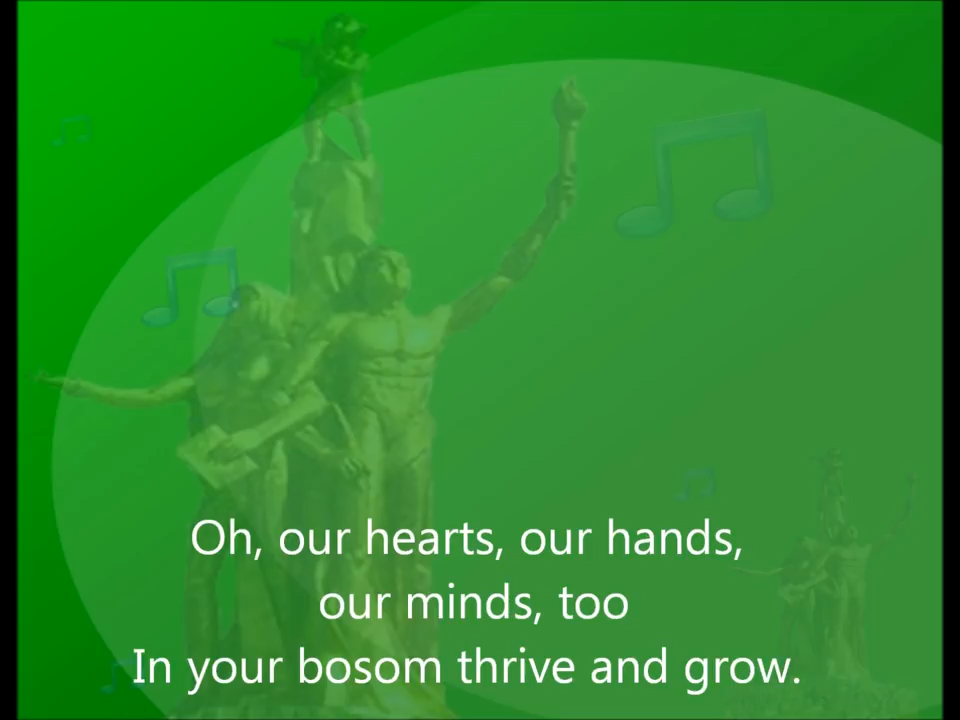 Oh, our hearts, our hands,
our minds, too
In your bosom thrive and grow.